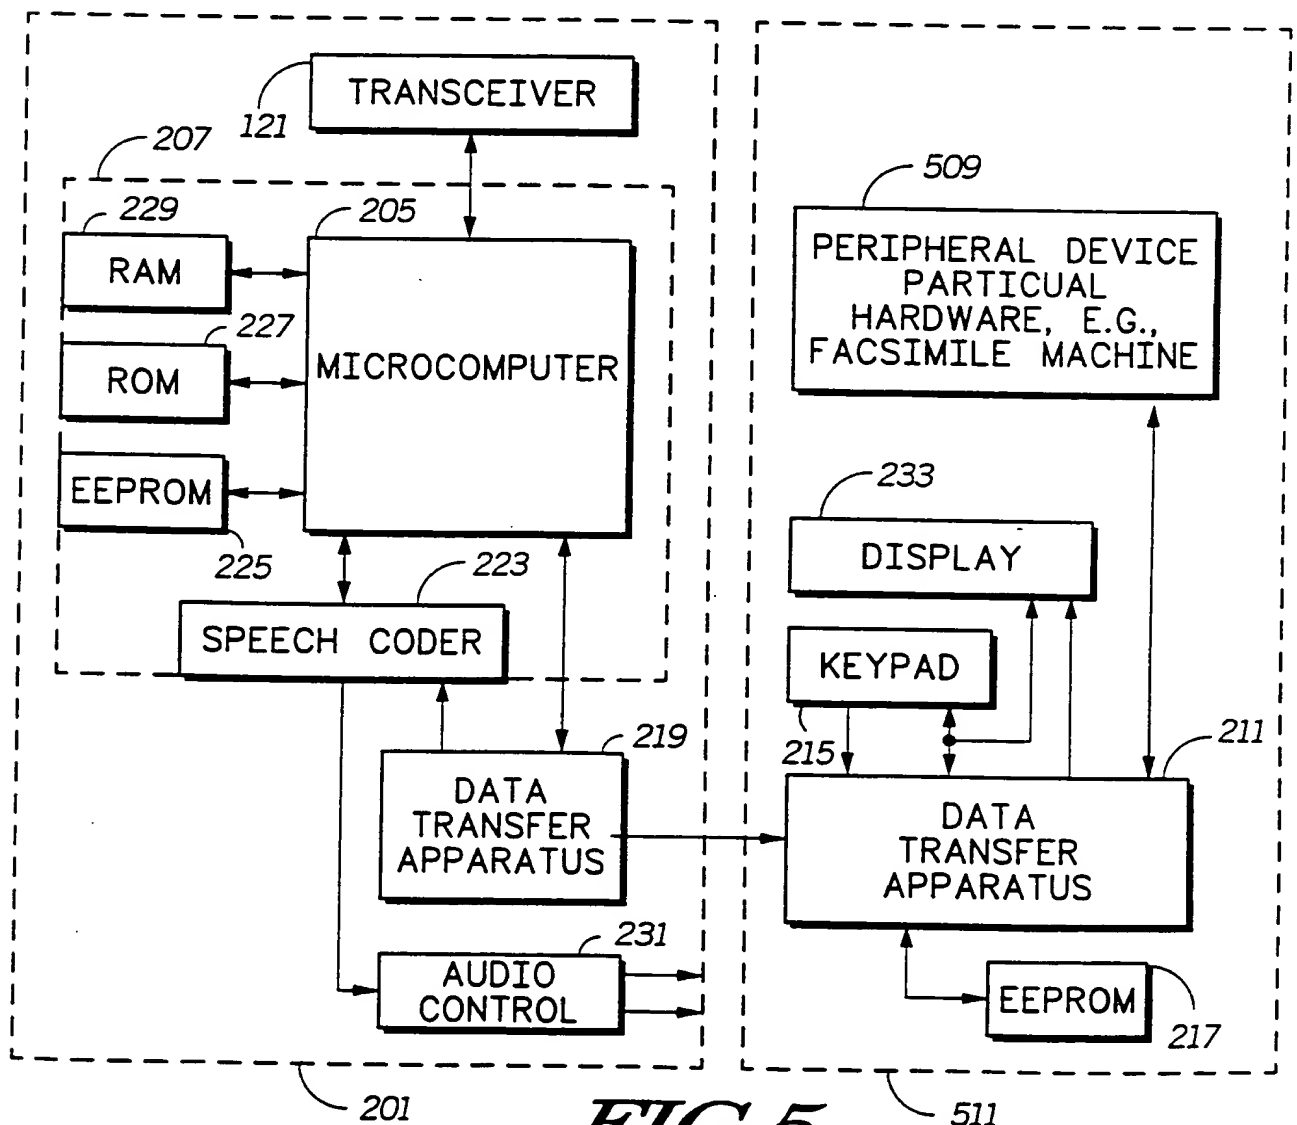 TRANSCEIVER
121
207
229
205
RAM
227
ROM
MICROCOMPUTER
EEPROM
225
223
SPEECH CODER
219
DATA
TRANSFER
APPARATUS
231
AUDIO
CONTROL
201
509
PERIPHERAL DEVICE
PARTICUAL
HARDWARE, E.G.,
FACSIMILE MACHINE
233
DISPLAY
KEYPAD
215
211
DATA
TRANSFER
APPARATUS
EEPROM
217
511
FIG.5